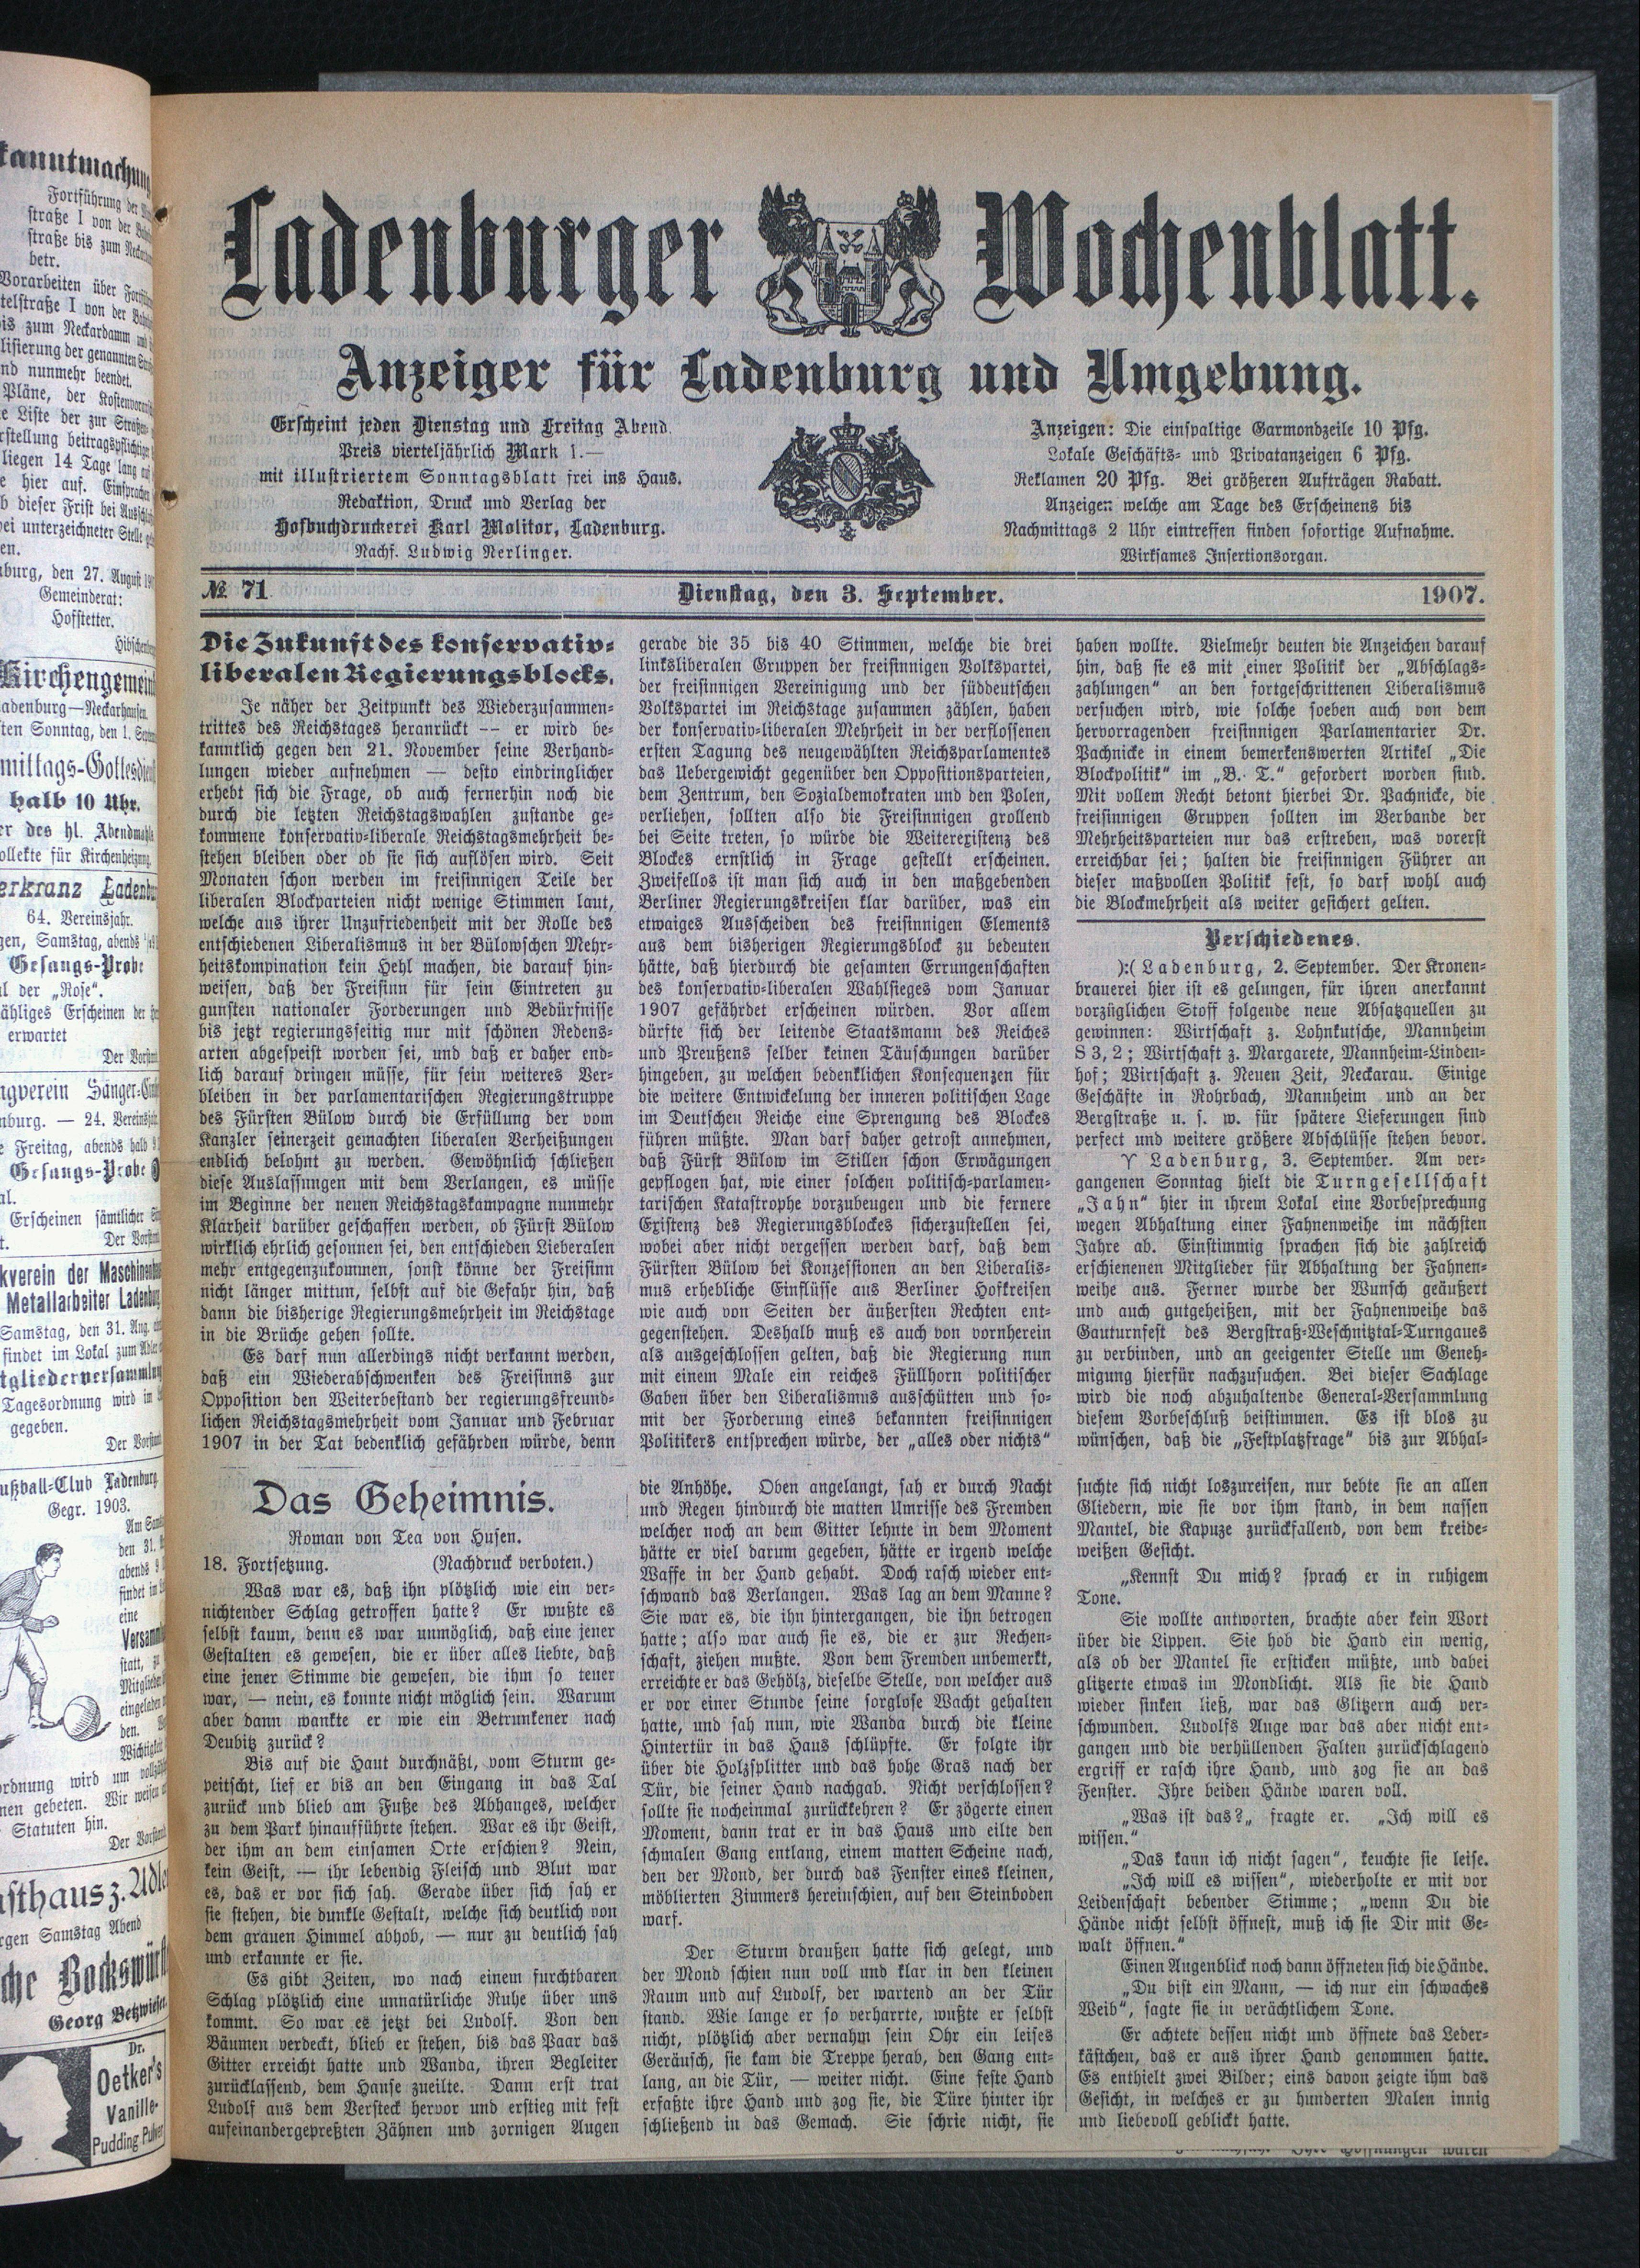 kanntmachung
Fortführung der
straße I von der
straße bis zum
betr.
Vorarbeiten über
telstraße I von der
bis zum Neckardamm und
lisierung der genannten
nd nunmehr beendet.
Pläne, der
e Liste der zur
rstellung beitragspflichtigen
liegen 14 Tage lang auf
e hier auf. Einsprachen
b dieser Frist bei
bei unterzeichneter Stelle
en.
burg, den 27. August
Gemeinderat:
Hofstetter.
Kirchengemein
adenburg—Neckarhausen.
ten Sonntag, den 1.
mittags-Gottesdienst
halb 10 Uhr.
er des hl. Abendmahls
ollekte für Kirchenheizung.
erkranz Ladenbu
64. Vereinsjahr.
gen, Samstag, abends
Gesangs-Probe
al der „Rose“.
ähliges Erscheinen der
erwartet
Der Vorstand
ngverein Sänger-
nburg. — 24. Vereinsjahr.
e Freitag, abends halb 9
Gesangs-Probe
al.
Erscheinen sämtlicher
t. Der Vorstand
kverein der Maschinenbau
Metallarbeiter Ladenburg
Samstag, den 31. Aug.
findet im Lokal zum Adler
tgliederversammlung
Tagesordnung wird im
gegeben.
Der Vorstand
ußball-Club Ladenburg.
Gegr. 1903.
den 31.
abends 9
findet im
eine
Versamm
statt,
Mitglieder
eingeladen
den.
Wichtigkeit
ordnung wird um
nen gebeten. Wir weisen
Statuten hin.
Der Vorstand
sthaus z. Adler
rgen Samstag Abend
che Bockswürste
Georg Betzwieser.
Dr.
Oetker's
Vanille-
Pudding Pulver
Ladenburger Wochenblatt.
Anzeiger für Ladenburg und Umgebung.
Erscheint jeden Dienstag und Freitag Abend.
Preis vierteljährlich Mark 1.—
mit illustriertem Sonntagsblatt frei ins Haus.
Redaktion, Druck und Verlag der
Hofbuchdruckerei Karl Molitor, Ladenburg.
Nachf. Ludwig Nerlinger.
Anzeigen: Die einspaltige Garmondzeile 10 Pfg.
Lokale Geschäfts- und Privatanzeigen 6 Pfg.
Reklamen 20 Pfg. Bei größeren Aufträgen Rabatt.
Anzeigen welche am Tage des Erscheinens bis
Nachmittags 2 Uhr eintreffen finden sofortige Aufnahme.
Wirksames Insertionsorgan.
№ 71. Dienstag, den 3. September. 1907.
Die Zukunft des konservativ-
liberalen Regierungsblocks.
Je näher der Zeitpunkt des Wiederzusammen-
trittes des Reichstages heranrückt -- er wird be-
kanntlich gegen den 21. November seine Verhand-
lungen wieder aufnehmen — desto eindringlicher
erhebt sich die Frage, ob auch fernerhin noch die
durch die letzten Reichstagswahlen zustande ge-
kommene konservativ-liberale Reichstagsmehrheit be-
stehen bleiben oder ob sie sich auflösen wird. Seit
Monaten schon werden im freisinnigen Teile der
liberalen Blockparteien nicht wenige Stimmen laut,
welche aus ihrer Unzufriedenheit mit der Rolle des
entschiedenen Liberalismus in der Bülowschen Mehr-
heitskompination kein Hehl machen, die darauf hin-
weisen, daß der Freisinn für sein Eintreten zu
gunsten nationaler Forderungen und Bedürfnisse
bis jetzt regierungsseitig nur mit schönen Redens-
arten abgespeist worden sei, und daß er daher end-
lich darauf dringen müsse, für sein weiteres Ver-
bleiben in der parlamentarischen Regierungstruppe
des Fürsten Bülow durch die Erfüllung der vom
Kanzler seinerzeit gemachten liberalen Verheißungen
endlich belohnt zu werden. Gewöhnlich schließen
diese Auslassungen mit dem Verlangen, es müsse
im Beginne der neuen Reichstagskampagne nunmehr
Klarheit darüber geschaffen werden, ob Fürst Bülow
wirklich ehrlich gesonnen sei, den entschieden Lieberalen
mehr entgegenzukommen, sonst könne der Freisinn
nicht länger mittun, selbst auf die Gefahr hin, daß
dann die bisherige Regierungsmehrheit im Reichstage
in die Brüche gehen sollte.
Es darf nun allerdings nicht verkannt werden,
daß ein Wiederabschwenken des Freisinns zur
Opposition den Weiterbestand der regierungsfreund-
lichen Reichstagsmehrheit vom Januar und Februar
1907 in der Tat bedenklich gefährden würde, denn
gerade die 35 bis 40 Stimmen, welche die drei
linksliberalen Gruppen der freisinnigen Volkspartei,
der freisinnigen Vereinigung und der süddeutschen
Volkspartei im Reichstage zusammen zählen, haben
der konservativ-liberalen Mehrheit in der verflossenen
ersten Tagung des neugewählten Reichsparlamentes
das Uebergewicht gegenüber den Oppositionsparteien,
dem Zentrum, den Sozialdemokraten und den Polen,
verliehen, sollten also die Freisinnigen grollend
bei Seite treten, so würde die Weiterexistenz des
Blockes ernstlich in Frage gestellt erscheinen.
Zweifellos ist man sich auch in den maßgebenden
Berliner Regierungskreisen klar darüber, was ein
etwaiges Ausscheiden des freisinnigen Elements
aus dem bisherigen Regierungsblock zu bedeuten
hätte, daß hierdurch die gesamten Errungenschaften
des konservativ-liberalen Wahlsieges vom Januar
1907 gefährdet erscheinen würden. Vor allem
dürfte sich der leitende Staatsmann des Reiches
und Preußens selber keinen Täuschungen darüber
hingeben, zu welchen bedenklichen Konsequenzen für
die weitere Entwickelung der inneren politischen Lage
im Deutschen Reiche eine Sprengung des Blockes
führen müßte. Man darf daher getrost annehmen,
daß Fürst Bülow im Stillen schon Erwägungen
gepflogen hat, wie einer solchen politisch-parlamen-
tarischen Katastrophe vorzubeugen und die fernere
Existenz des Regierungsblockes sicherzustellen sei,
wobei aber nicht vergessen werden darf, daß dem
Fürsten Bülow bei Konzessionen an den Liberalis-
mus erhebliche Einflüsse aus Berliner Hofkreisen
wie auch von Seiten der äußersten Rechten ent-
gegenstehen. Deshalb muß es auch von vornherein
als ausgeschlossen gelten, daß die Regierung nun
mit einem Male ein reiches Füllhorn politischer
Gaben über den Liberalismus ausschütten und so-
mit der Forderung eines bekannten freisinnigen
Politikers entsprechen würde, der „alles oder nichts“
haben wollte. Vielmehr deuten die Anzeichen darauf
hin, daß sie es mit einer Politik der „Abschlags-
zahlungen“ an den fortgeschrittenen Liberalismus
versuchen wird, wie solche soeben auch von dem
hervorragenden freisinnigen Parlamentarier Dr.
Pachnicke in einem bemerkenswerten Artikel „Die
Blockpolitik“ im „B. T.“ gefordert worden sind.
Mit vollem Recht betont hierbei Dr. Pachnicke, die
freisinnigen Gruppen sollten im Verbande der
Mehrheitsparteien nur das erstreben, was vorerst
erreichbar sei; halten die freisinnigen Führer an
dieser maßvollen Politik fest, so darf wohl auch
die Blockmehrheit als weiter gesichert gelten.
Verschiedenes.
):( Ladenburg, 2. September. Der Kronen-
brauerei hier ist es gelungen, für ihren anerkannt
vorzüglichen Stoff folgende neue Absatzquellen zu
gewinnen: Wirtschaft z. Lohnkutsche, Mannheim
S 3, 2; Wirtschaft z. Margarete, Mannheim-Linden-
hof; Wirtschaft z. Neuen Zeit, Neckarau. Einige
Geschäfte in Rohrbach, Mannheim und an der
Bergstraße u. s. w. für spätere Lieferungen sind
perfect und weitere größere Abschlüsse stehen bevor.
ϒ Ladenburg, 3. September. Am ver-
gangenen Sonntag hielt die Turngesellschaft
„Jahn“ hier in ihrem Lokal eine Vorbesprechung
wegen Abhaltung einer Fahnenweihe im nächsten
Jahre ab. Einstimmig sprachen sich die zahlreich
erschienenen Mitglieder für Abhaltung der Fahnen-
weihe aus. Ferner wurde der Wunsch geäußert
und auch gutgeheißen, mit der Fahnenweihe das
Gauturnfest des Bergstraß-Weschnitztal-Turngaues
zu verbinden, und an geeigenter Stelle um Geneh-
migung hierfür nachzusuchen. Bei dieser Sachlage
wird die noch abzuhaltende General-Versammlung
diesem Vorbeschluß beistimmen. Es ist blos zu
wünschen, daß die „Festplatzfrage“ bis zur Abhal-
Das Geheimnis.
Roman von Tea von Husen.
18. Fortsetzung. (Nachdruck verboten.)
Was war es, daß ihn plötzlich wie ein ver-
nichtender Schlag getroffen hatte? Er wußte es
selbst kaum, denn es war unmöglich, daß eine jener
Gestalten es gewesen, die er über alles liebte, daß
eine jener Stimme die gewesen, die ihm so teuer
war, — nein, es konnte nicht möglich sein. Warum
aber dann wankte er wie ein Betrunkener nach
Deubitz zurück?
Bis auf die Haut durchnäßt, vom Sturm ge-
peitscht, lief er bis an den Eingang in das Tal
zurück und blieb am Fuße des Abhanges, welcher
zu dem Park hinaufführte stehen. War es ihr Geist,
der ihm an dem einsamen Orte erschien? Nein,
kein Geist, — ihr lebendig Fleisch und Blut war
es, das er vor sich sah. Gerade über sich sah er
sie stehen, die dunkle Gestalt, welche sich deutlich von
dem grauen Himmel abhob, — nur zu deutlich sah
und erkannte er sie.
Es gibt Zeiten, wo nach einem furchtbaren
Schlag plötzlich eine unnatürliche Ruhe über uns
kommt. So war es jetzt bei Ludolf. Von den
Bäumen verdeckt, blieb er stehen, bis das Paar das
Gitter erreicht hatte und Wanda, ihren Begleiter
zurücklassend, dem Hause zueilte. Dann erst trat
Ludolf aus dem Versteck hervor und erstieg mit fest
aufeinandergepreßten Zähnen und zornigen Augen
die Anhöhe. Oben angelangt, sah er durch Nacht
und Regen hindurch die matten Umrisse des Fremden
welcher noch an dem Gitter lehnte in dem Moment
hätte er viel darum gegeben, hätte er irgend welche
Waffe in der Hand gehabt. Doch rasch wieder ent-
schwand das Verlangen. Was lag an dem Manne?
Sie war es, die ihn hintergangen, die ihn betrogen
hatte; also war auch sie es, die er zur Rechen-
schaft, ziehen mußte. Von dem Fremden unbemerkt,
erreichte er das Gehölz, dieselbe Stelle, von welcher aus
er vor einer Stunde seine sorglose Wacht gehalten
hatte, und sah nun, wie Wanda durch die kleine
Hintertür in das Haus schlüpfte. Er folgte ihr
über die Holzsplitter und das hohe Gras nach der
Tür, die seiner Hand nachgab. Nicht verschlossen?
sollte sie nocheinmal zurückkehren? Er zögerte einen
Moment, dann trat er in das Haus und eilte den
schmalen Gang entlang, einem matten Scheine nach,
den der Mond, der durch das Fenster eines kleinen,
möblierten Zimmers hereinschien, auf den Steinboden
warf.
Der Sturm draußen hatte sich gelegt, und
der Mond schien nun voll und klar in den kleinen
Raum und auf Ludolf, der wartend an der Tür
stand. Wie lange er so verharrte, wußte er selbst
nicht, plötzlich aber vernahm sein Ohr ein leises
Geräusch, sie kam die Treppe herab, den Gang ent-
lang, an die Tür, — weiter nicht. Eine feste Hand
erfaßte ihre Hand und zog sie, die Türe hinter ihr
schließend in das Gemach. Sie schrie nicht, sie
suchte sich nicht loszureisen, nur bebte sie an allen
Gliedern, wie sie vor ihm stand, in dem nassen
Mantel, die Kapuze zurückfallend, von dem kreide-
weißen Gesicht.
„Kennst Du mich? sprach er in ruhigem
Tone.
Sie wollte antworten, brachte aber kein Wort
über die Lippen. Sie hob die Hand ein wenig,
als ob der Mantel sie ersticken müßte, und dabei
glitzerte etwas im Mondlicht. Als sie die Hand
wieder sinken ließ, war das Glitzern auch ver-
schwunden. Ludolfs Auge war das aber nicht ent-
gangen und die verhüllenden Falten zurückschlagend
ergriff er rasch ihre Hand, und zog sie an das
Fenster. Ihre beiden Hände waren voll.
„Was ist das?„ fragte er. „Ich will es
wissen.“
„Das kann ich nicht sagen“, keuchte sie leise.
„Ich will es wissen“, wiederholte er mit vor
Leidenschaft bebender Stimme; „wenn Du die
Hände nicht selbst öffnest, muß ich sie Dir mit Ge-
walt öffnen.“
Einen Augenblick noch dann öffneten sich die Hände.
„Du bist ein Mann, — ich nur ein schwaches
Weib“, sagte sie in verächtlichem Tone.
Er achtete dessen nicht und öffnete das Leder-
kästchen, das er aus ihrer Hand genommen hatte.
Es enthielt zwei Bilder; eins davon zeigte ihm das
Gesicht, in welches er zu hunderten Malen innig
und liebevoll geblickt hatte.